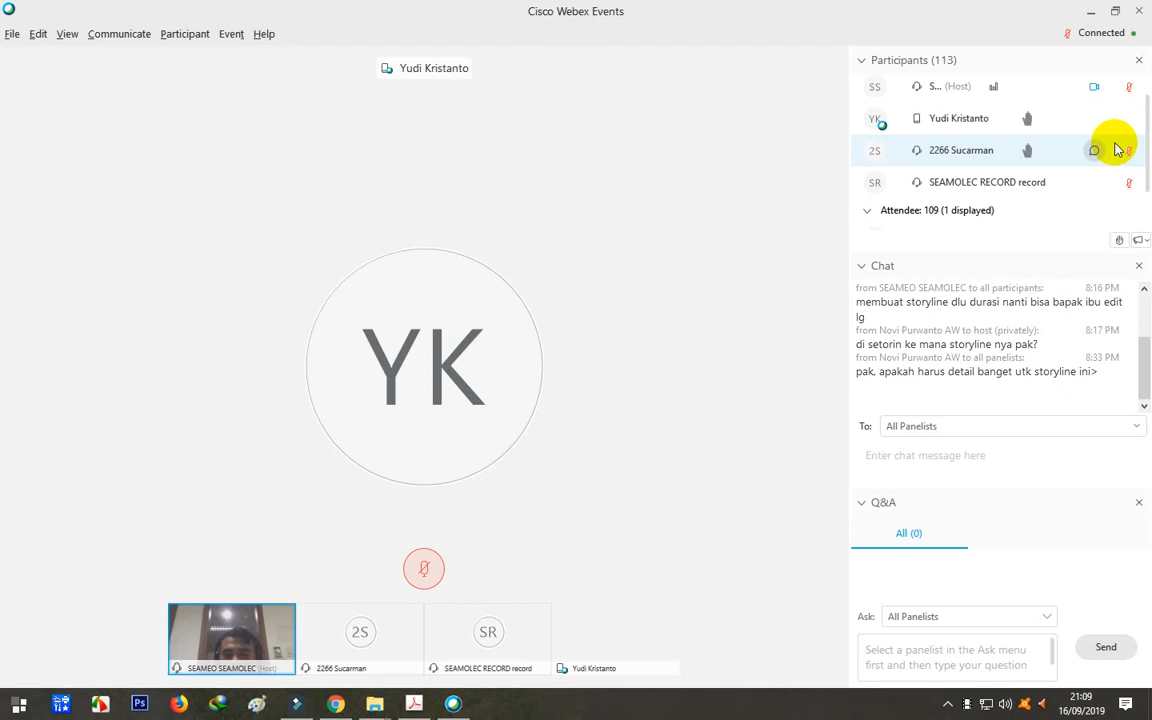 Cisco Webex Events
File Edit View Communicate Participant Event Help
Connected
Yudi Kristanto
Participants (113)
SS S... (Host)
YK Yudi Kristanto
2S 2266 Sucarman
SR SEAMOLEC RECORD record
Attendee: 109 (1 displayed)
Chat
from SEAMEO SEAMOLEC to all participants: 8:16 PM
membuat storyline dlu durasi nanti bisa bapak ibu edit
lg
from Novi Purwanto AW to host (privately): 8:17 PM
di setorin ke mana storyline nya pak?
from Novi Purwanto AW to all panelists: 8:33 PM
pak, apakah harus detail banget utk storyline ini>
To: All Panelists
Enter chat message here
Q&A
All (0)
Ask: All Panelists
Select a panelist in the Ask menu
first and then type your question
Send
YK
2S
SR
SEAMEO SEAMOLEC (Host)
2266 Sucarman
SEAMOLEC RECORD record
Yudi Kristanto
Ps
21:09
16/09/2019